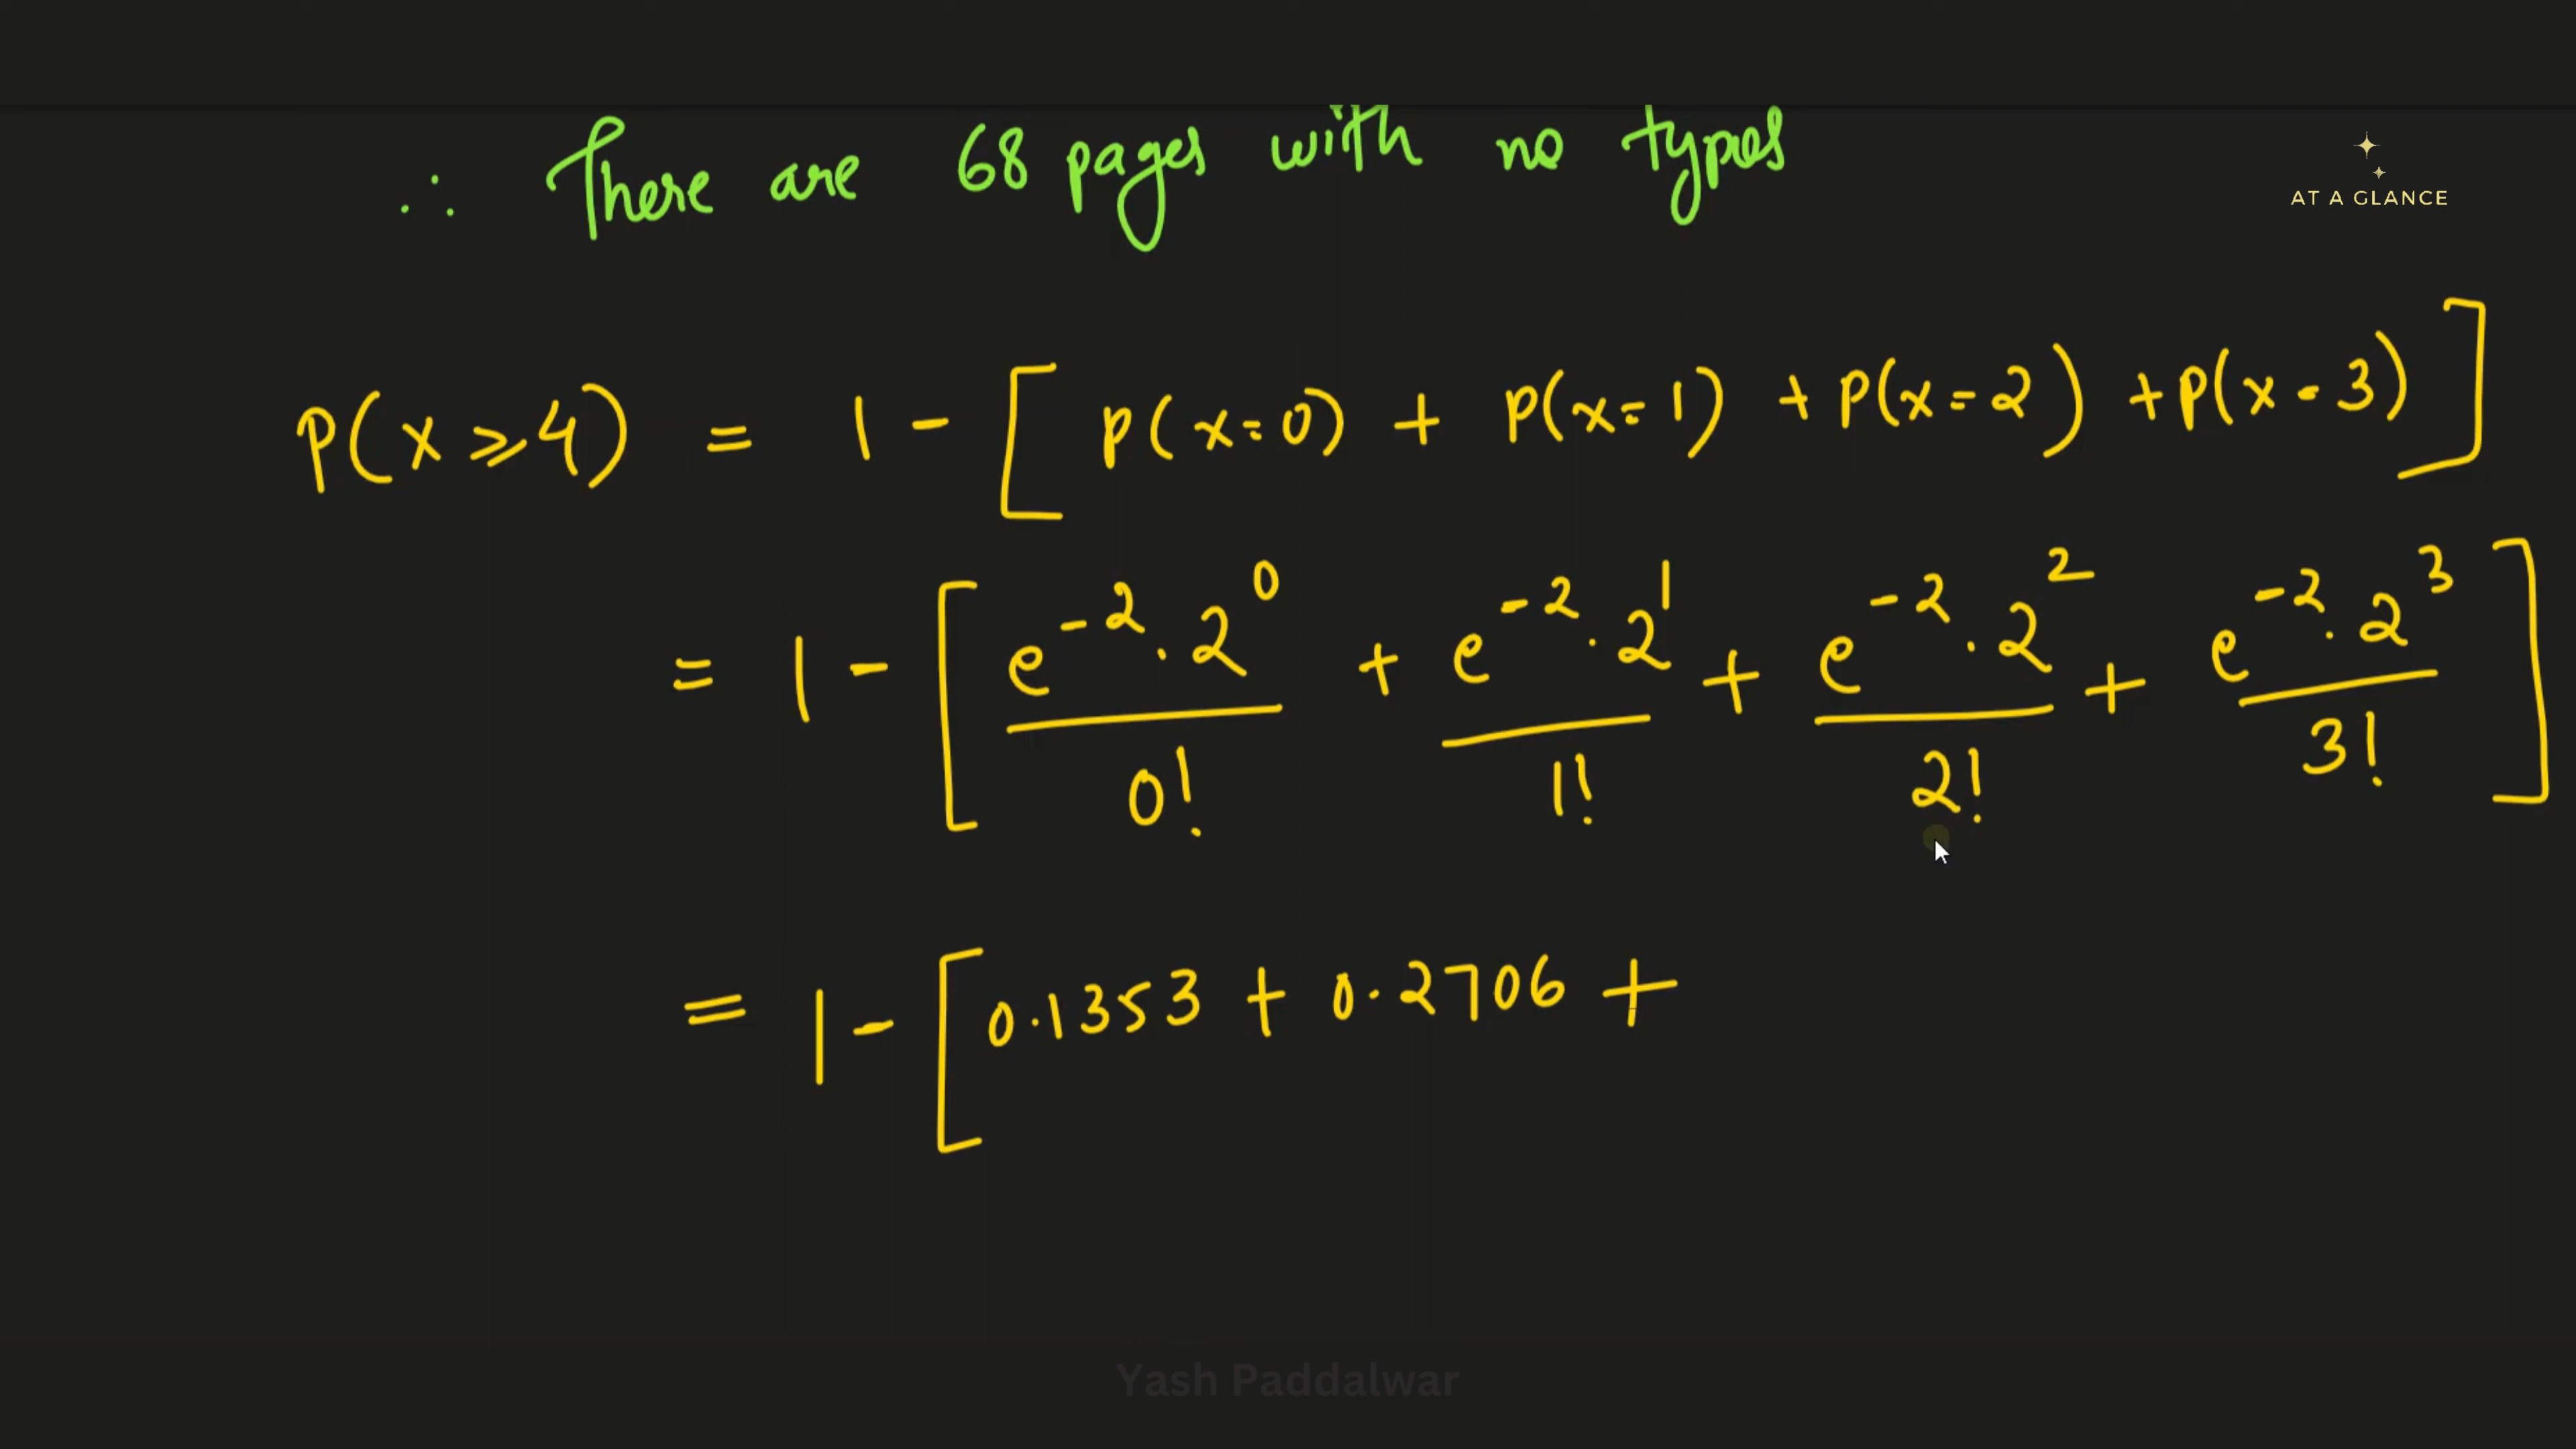 ∴ There are 68 pages with no typos
AT A GLANCE
P(x ≥ 4) = 1 - [ P(x=0) + P(x=1) + P(x=2) + P(x=3) ]
= 1 - [ e^-2 . 2^0 / 0! + e^-2 . 2^1 / 1! + e^-2 . 2^2 / 2! + e^-2 . 2^3 / 3! ]
= 1 - [ 0.1353 + 0.2706 +
Yash Paddalwar